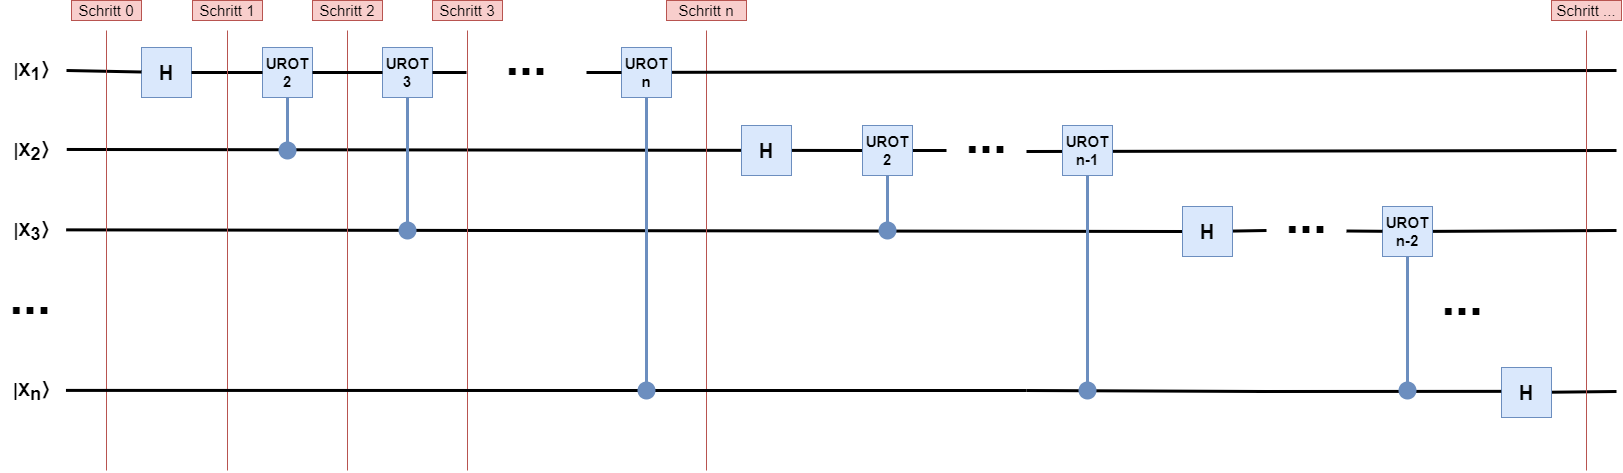 Schritt 0 Schritt 1 Schritt 2 Schritt 3 Schritt n Schritt ...
|X₁⟩ H UROT 2 UROT 3 ... UROT n
|X₂⟩ H UROT 2 ... UROT n-1
|X₃⟩ H ... UROT n-2
... ...
|Xₙ⟩ H